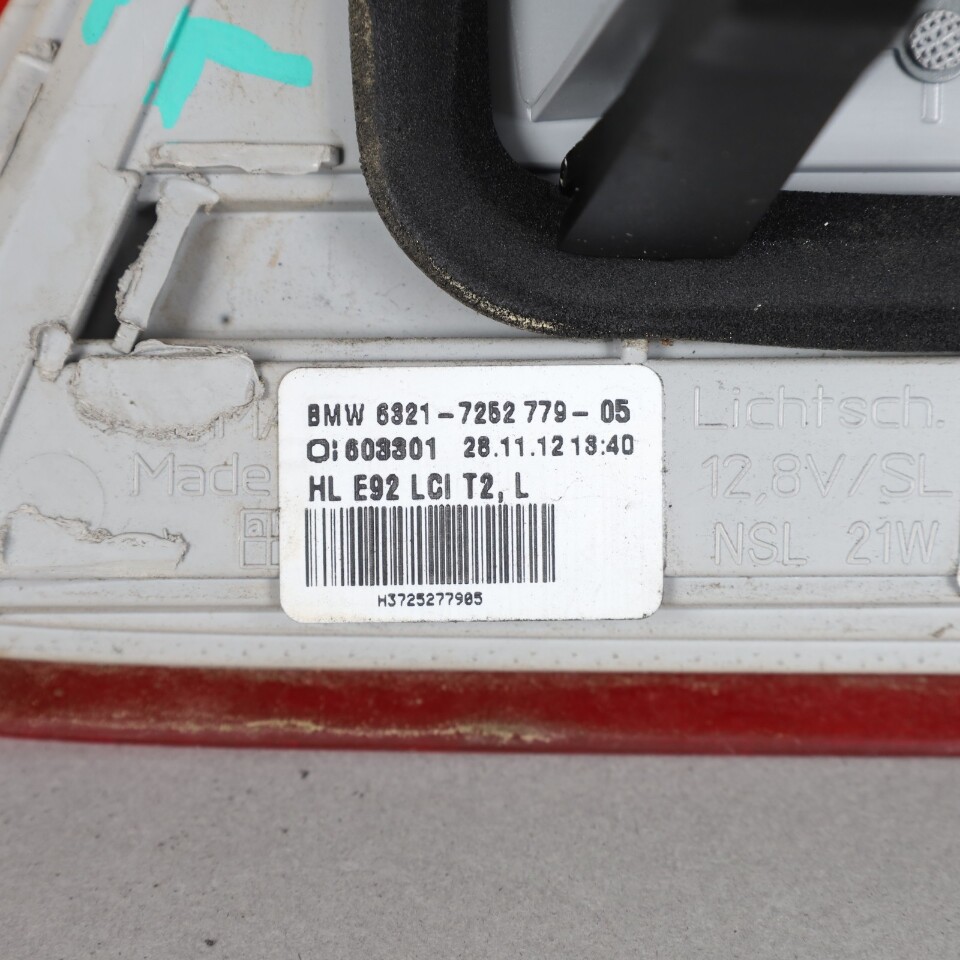 BMW 6321-7252 779- 05
O: 603301 28.11.12 13:40
HL E92 LCI T2, L
H3725277905
Made
Lichtsch.
12,8V/SL
NSL 21W